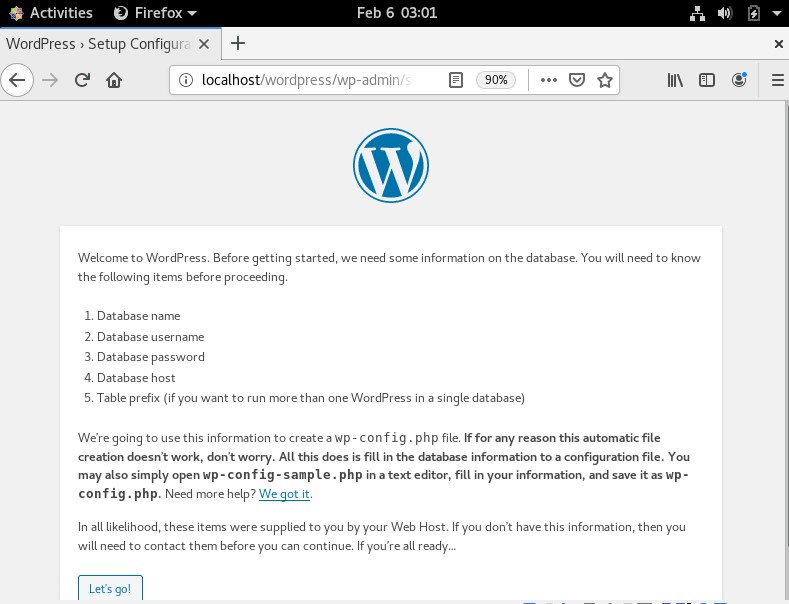 Activities Firefox Feb 6 03:01
WordPress › Setup Configura
localhost/wordpress/wp-admin/s 90%
Welcome to WordPress. Before getting started, we need some information on the database. You will need to know
the following items before proceeding.
1. Database name
2. Database username
3. Database password
4. Database host
5. Table prefix (if you want to run more than one WordPress in a single database)
We're going to use this information to create a wp-config.php file. If for any reason this automatic file
creation doesn't work, don't worry. All this does is fill in the database information to a configuration file. You
may also simply open wp-config-sample.php in a text editor, fill in your information, and save it as wp-
config.php. Need more help? We got it.
In all likelihood, these items were supplied to you by your Web Host. If you don't have this information, then you
will need to contact them before you can continue. If you're all ready...
Let's go!